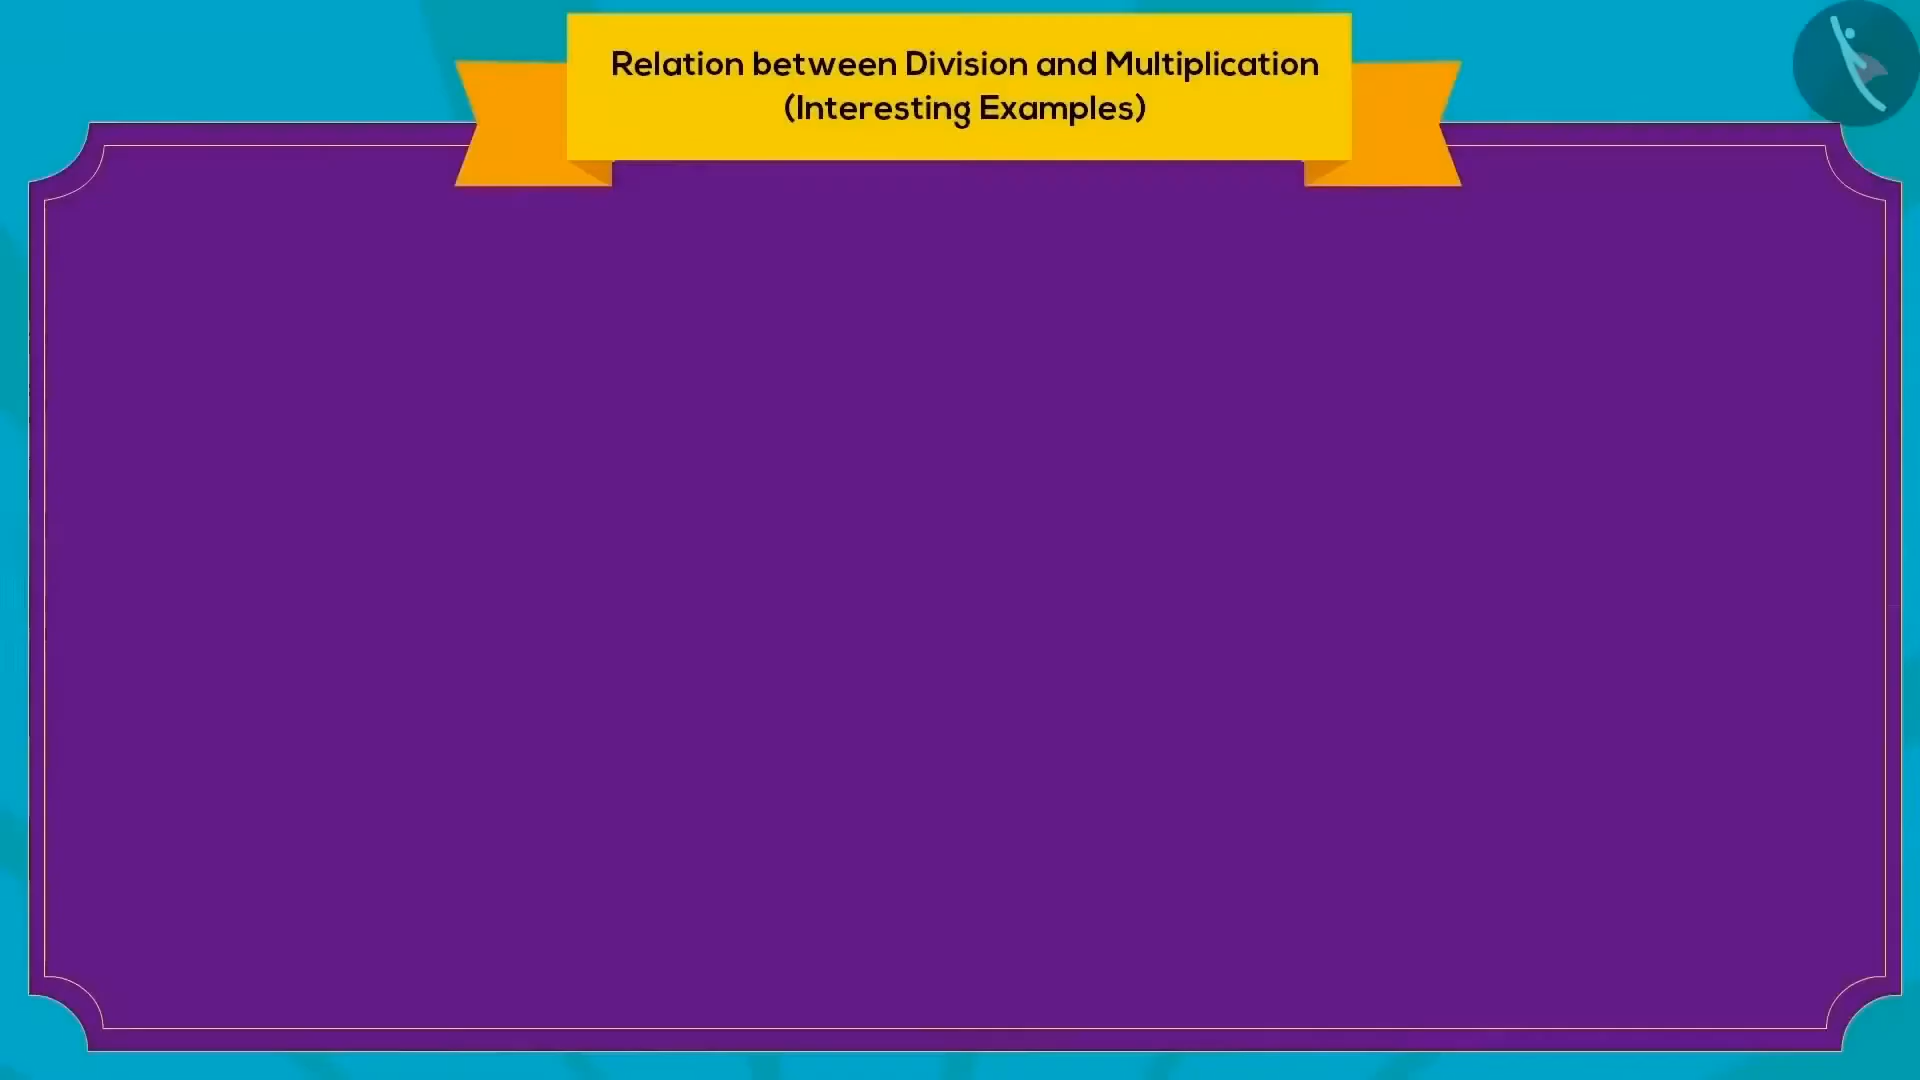 Relation between Division and Multiplication
(Interesting Examples)